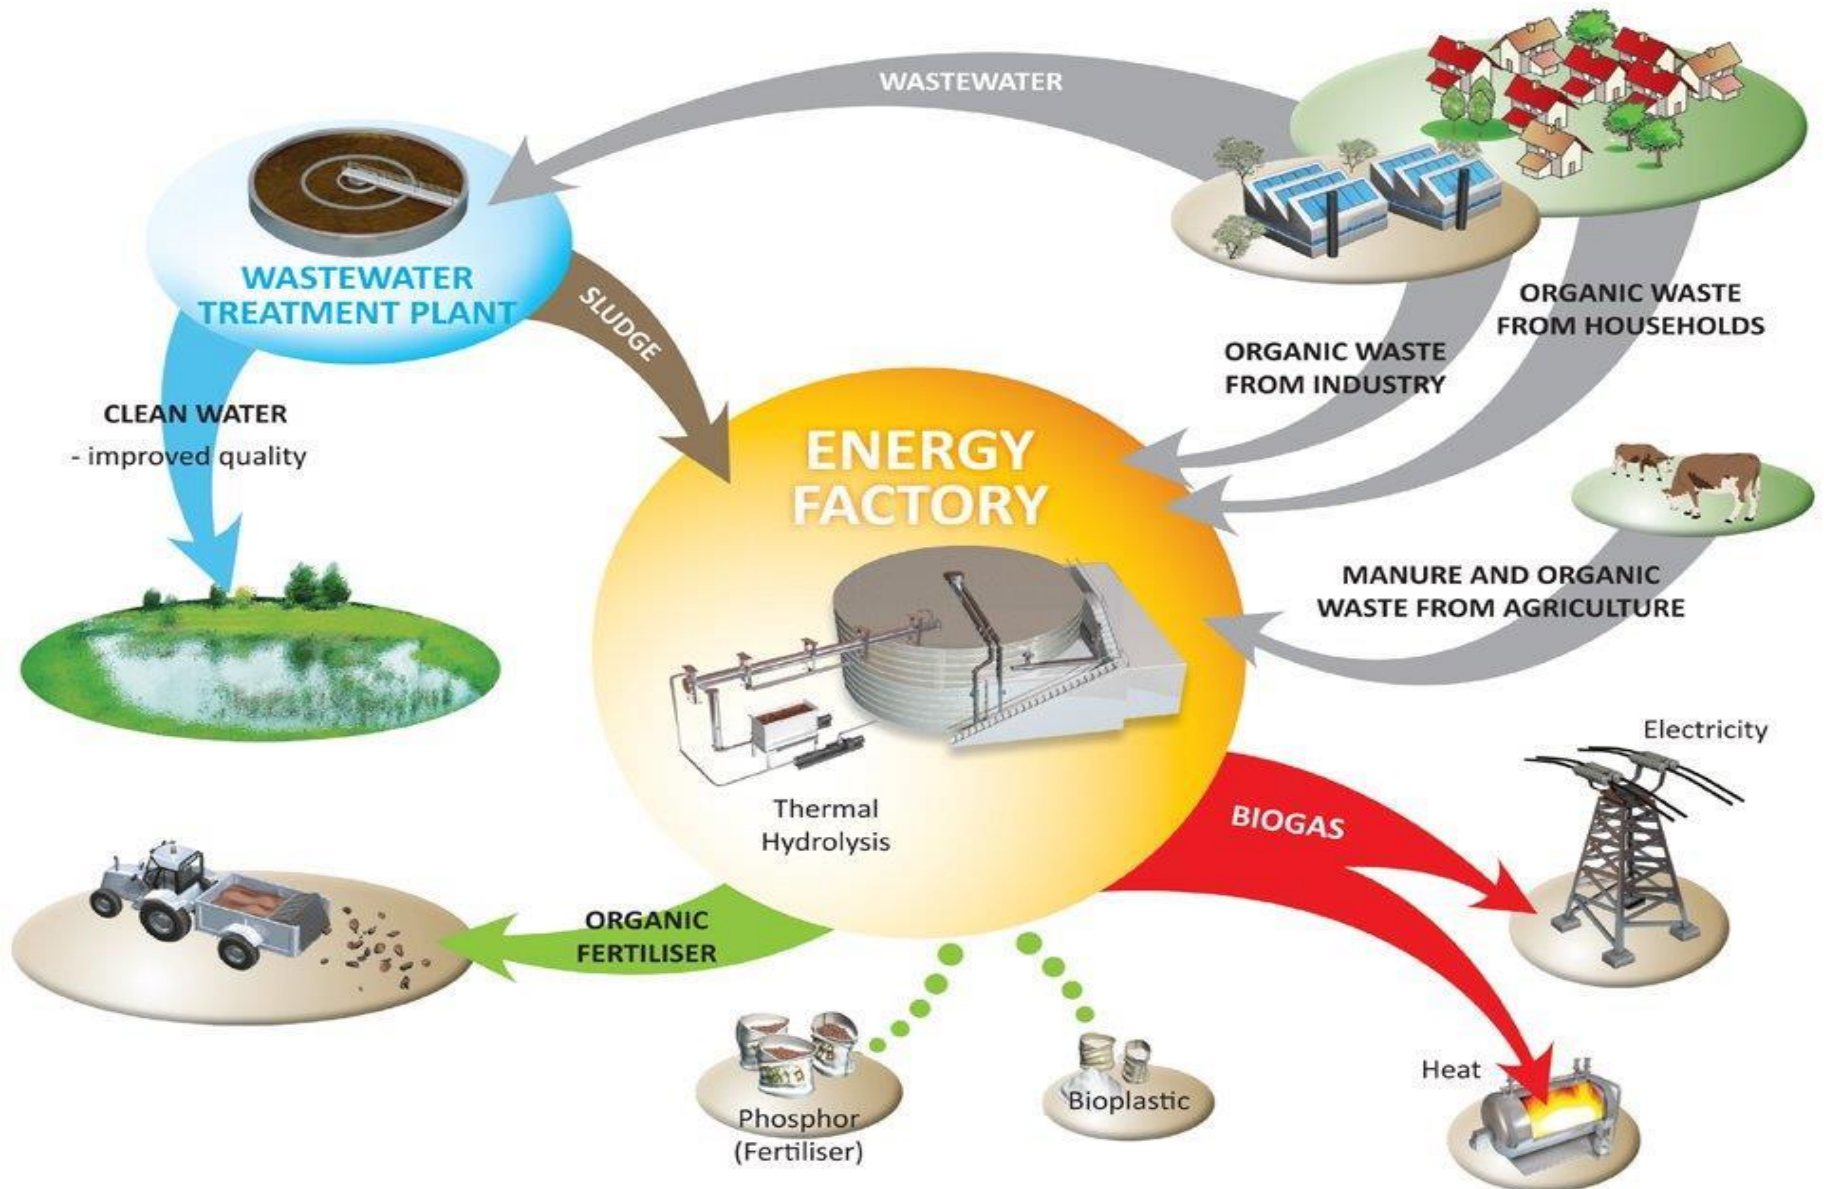 WASTEWATER
WASTEWATER
TREATMENT PLANT
SLUDGE
CLEAN WATER
- improved quality
ORGANIC WASTE
FROM HOUSEHOLDS
ORGANIC WASTE
FROM INDUSTRY
ENERGY
FACTORY
MANURE AND ORGANIC
WASTE FROM AGRICULTURE
Thermal
Hydrolysis
BIOGAS
Electricity
Heat
ORGANIC
FERTILISER
Phosphor
(Fertiliser)
Bioplastic